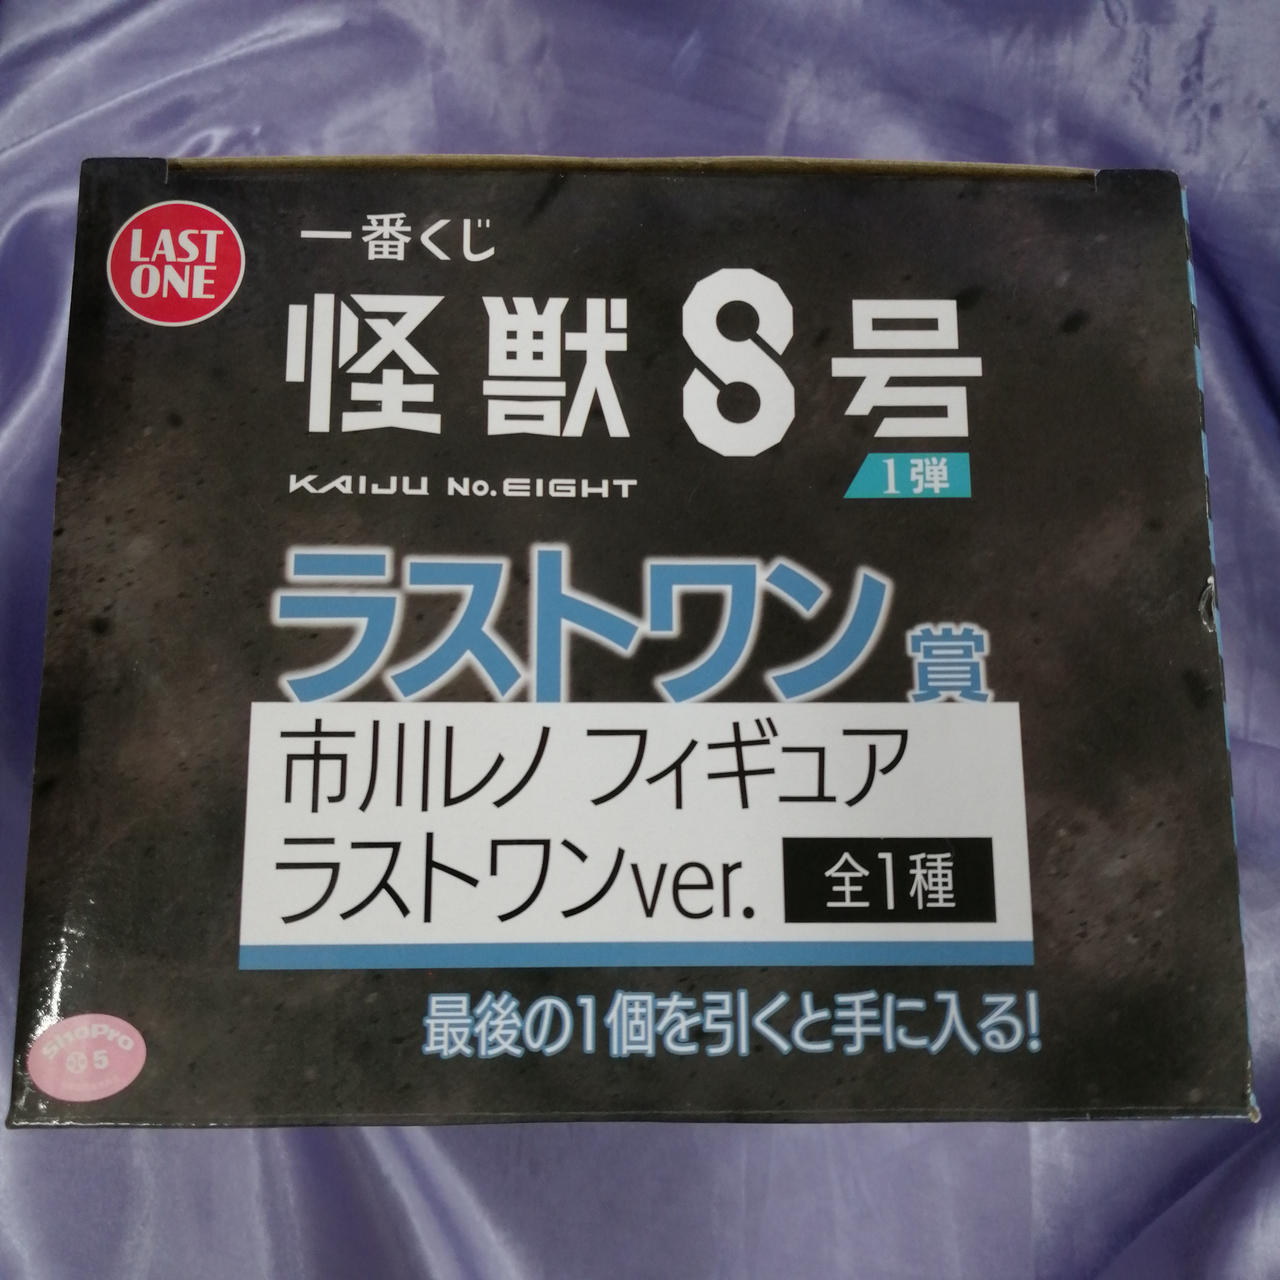 LAST
ONE
一番くじ
怪獣8号
KAIJU No.EIGHT
1弾
ラストワン賞
市川レノ フィギュア
ラストワンver. 全1種
最後の1個を引くと手に入る!
ShoPro
5